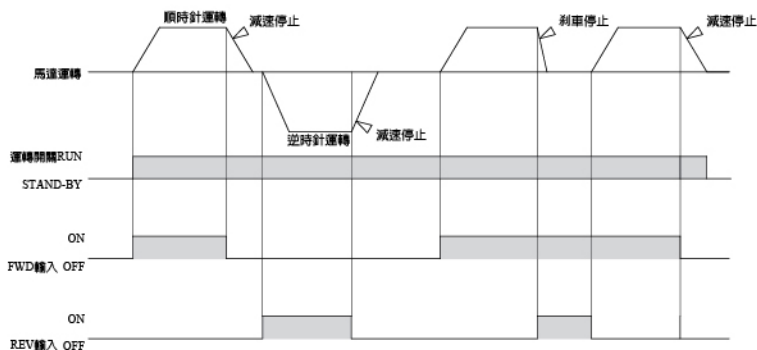 順時針運轉
減速停止
剎車停止
減速停止
馬達運轉
逆時針運轉
減速停止
運轉開關RUN
STAND-BY
ON
FWD輸入 OFF
ON
REV輸入 OFF